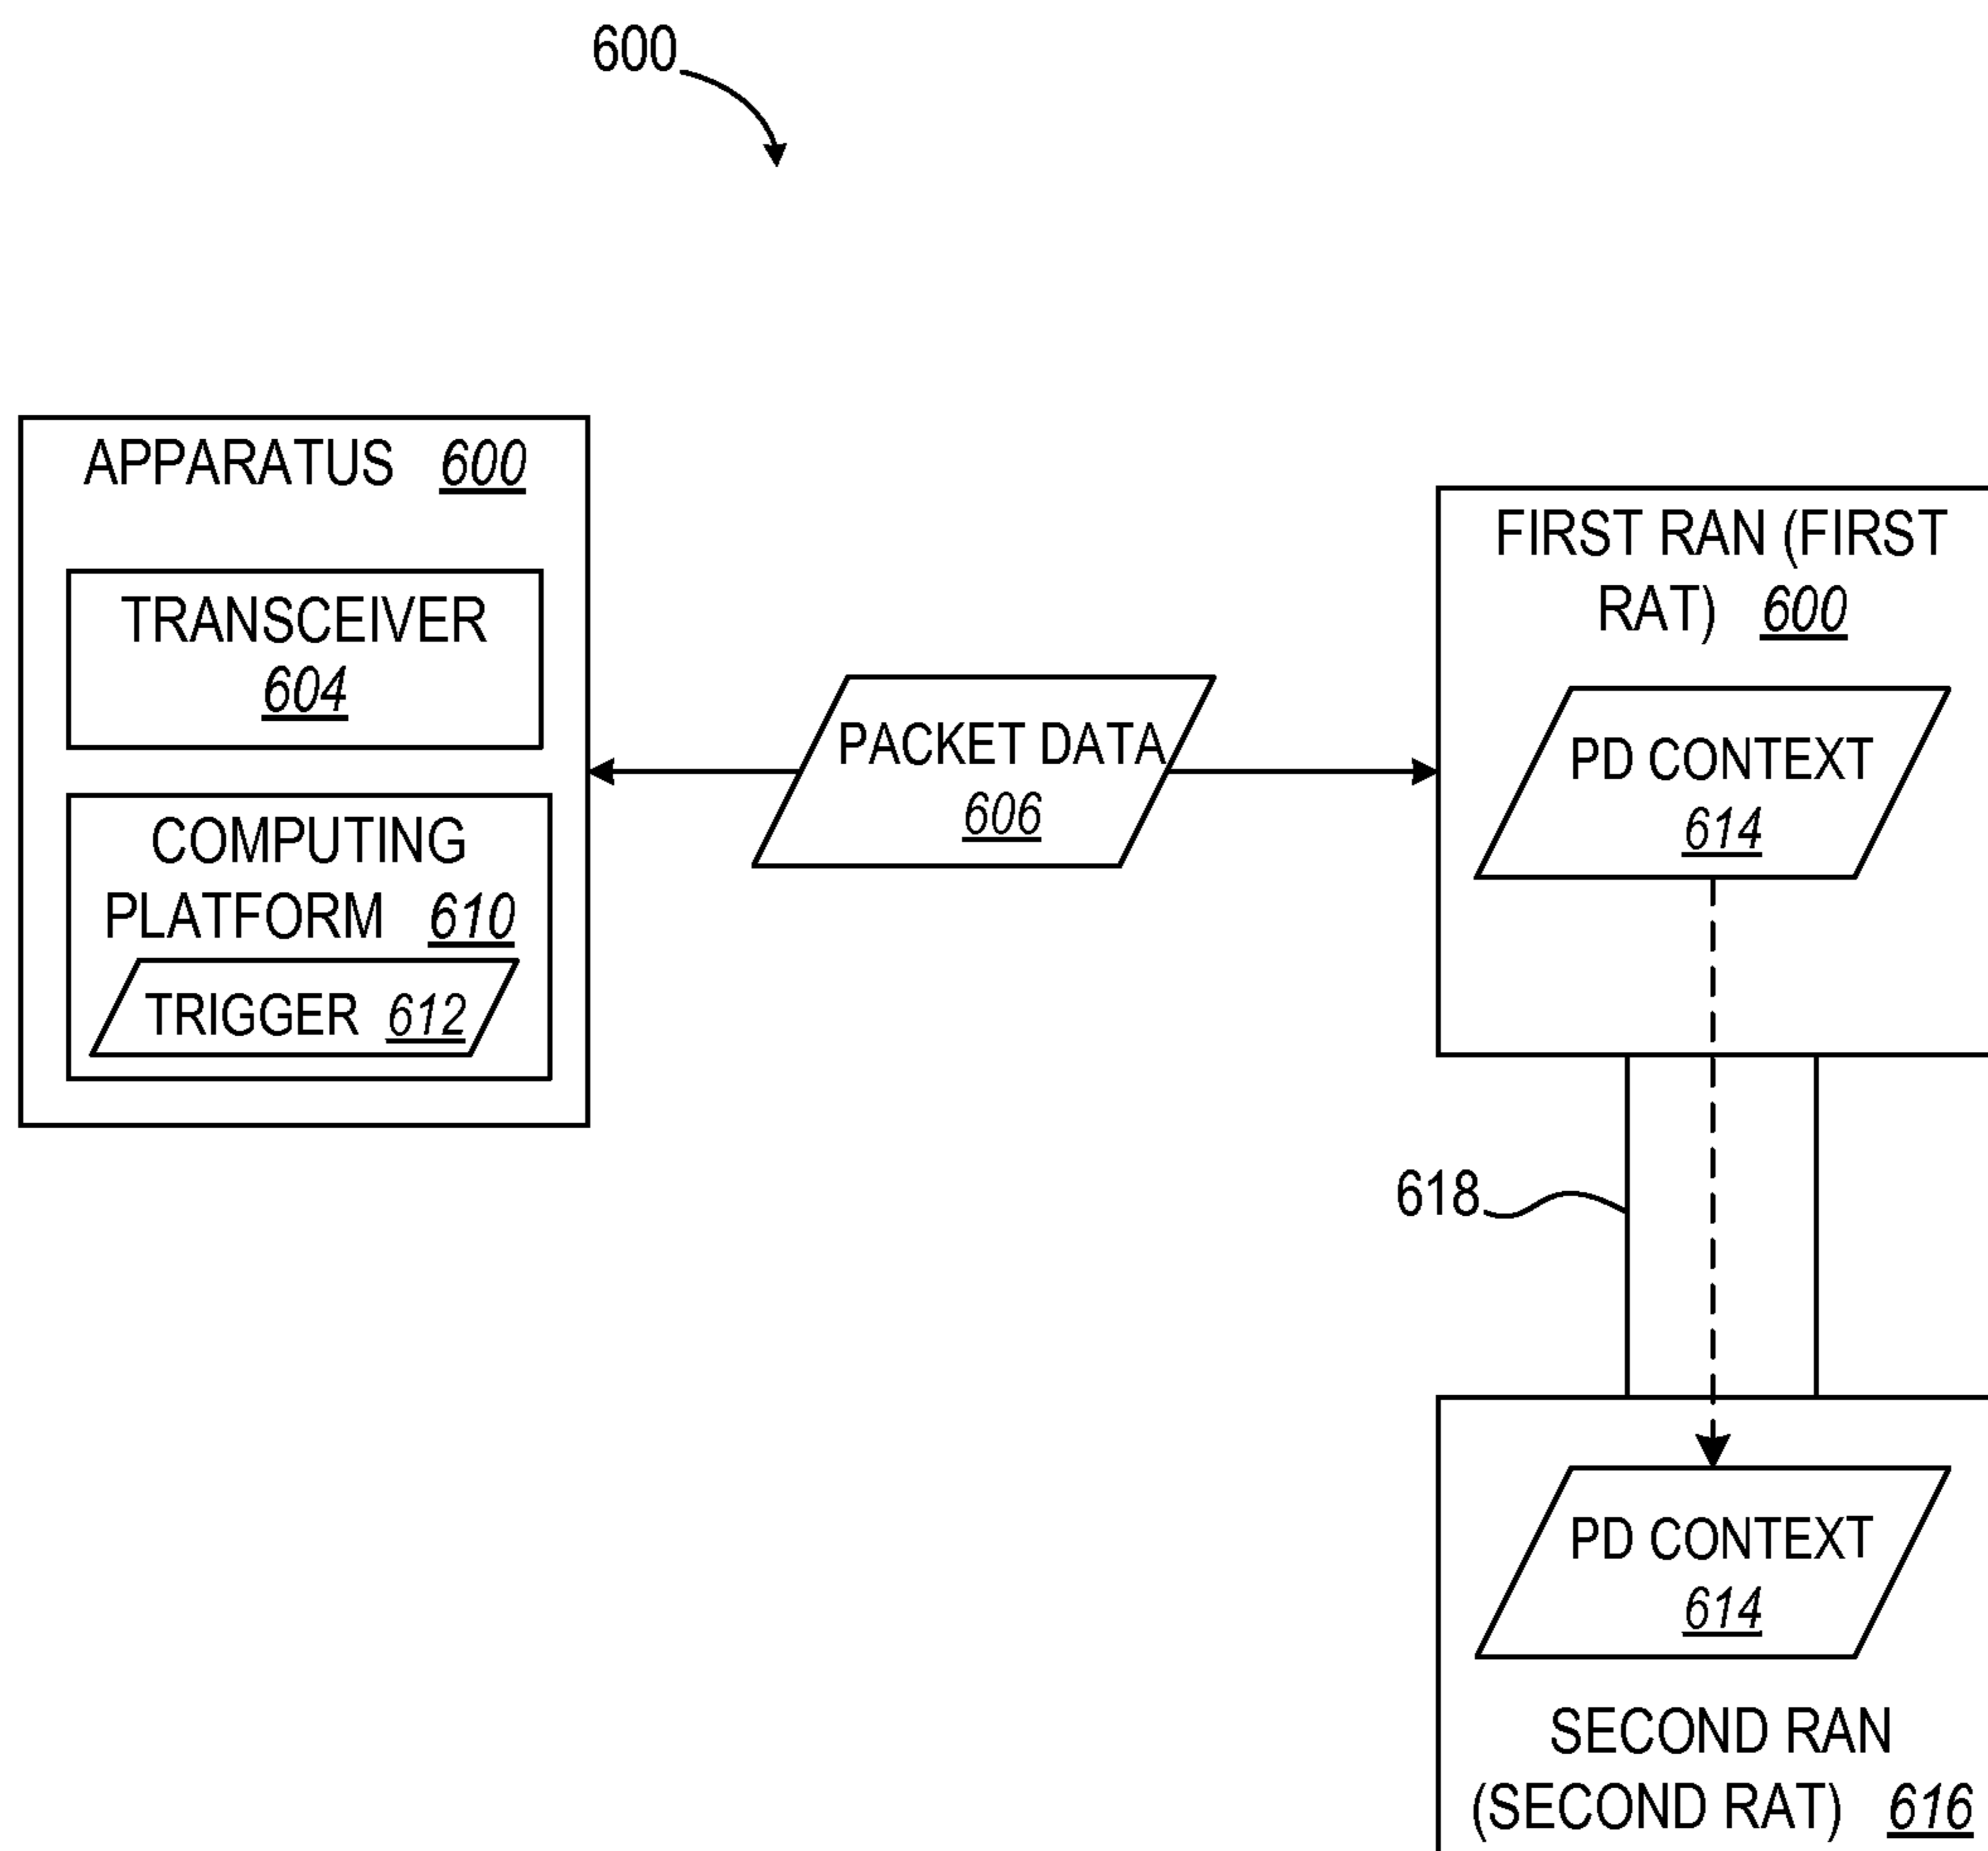 600
APPARATUS 600
TRANSCEIVER
604
COMPUTING
PLATFORM 610
TRIGGER 612
PACKET DATA
606
FIRST RAN (FIRST
RAT) 600
PD CONTEXT
614
618
PD CONTEXT
614
SECOND RAN
(SECOND RAT) 616